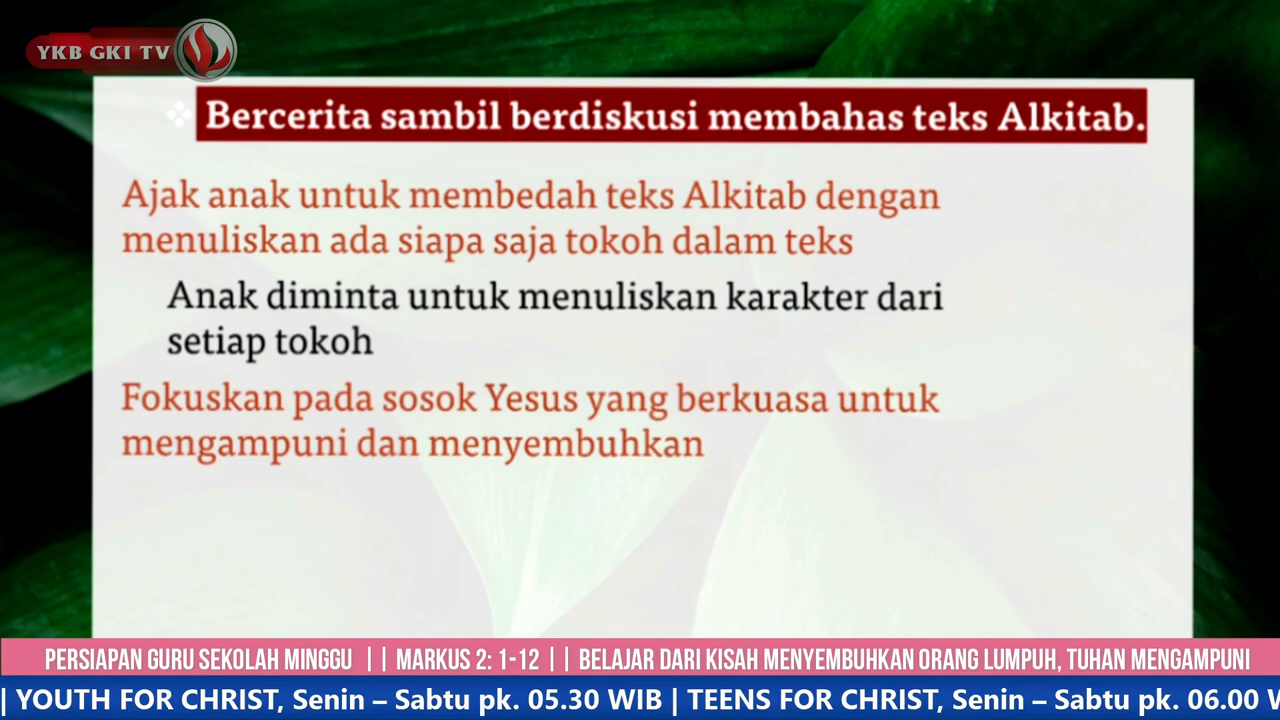 YKB GKI TV
Bercerita sambil berdiskusi membahas teks Alkitab.
Ajak anak untuk membedah teks Alkitab dengan
menuliskan ada siapa saja tokoh dalam teks
Anak diminta untuk menuliskan karakter dari
setiap tokoh
Fokuskan pada sosok Yesus yang berkuasa untuk
mengampuni dan menyembuhkan
PERSIAPAN GURU SEKOLAH MINGGU || MARKUS 2: 1-12 || BELAJAR DARI KISAH MENYEMBUHKAN ORANG LUMPUH, TUHAN MENGAMPUNI
| YOUTH FOR CHRIST, Senin – Sabtu pk. 05.30 WIB | TEENS FOR CHRIST, Senin – Sabtu pk. 06.00 W